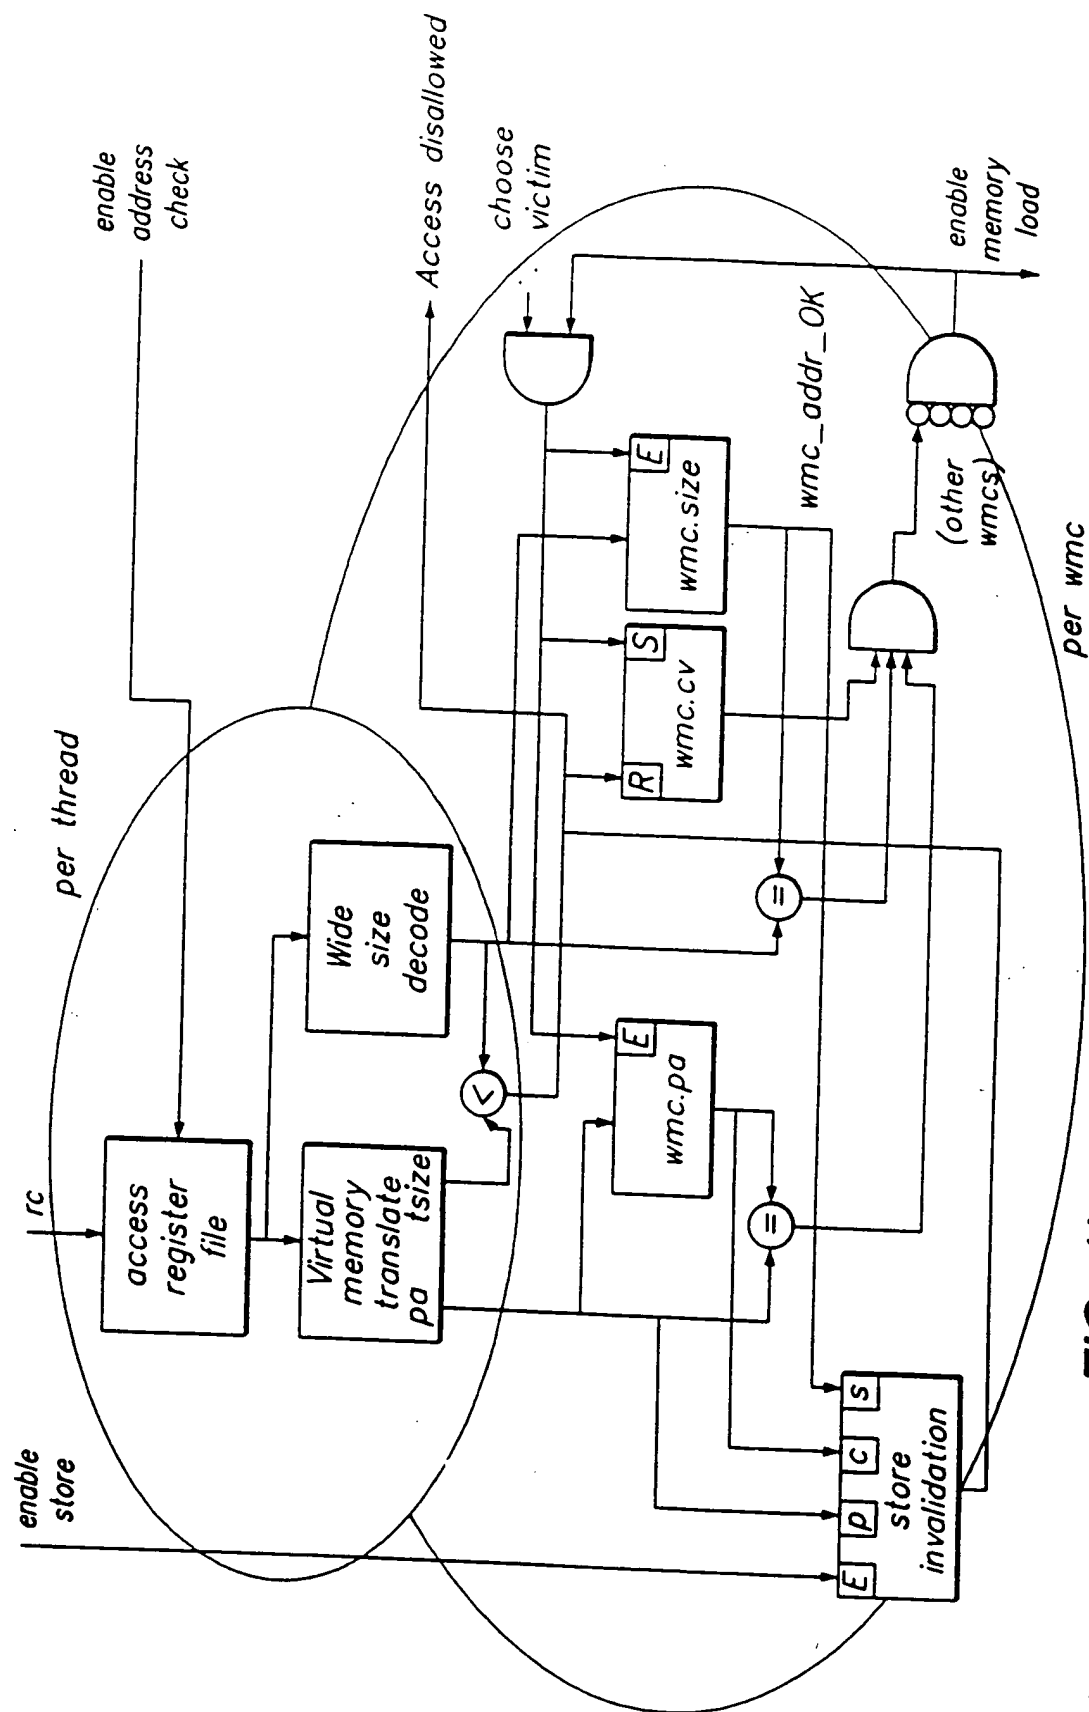 enable
store
rc
per thread
enable
address
check
access
register
file
Virtual
memory
translate
pa tsize
Wide
size
decode
<
Access disallowed
choose
victim
E
wmc.pa
R
S
wmc.cv
E
wmc.size
=
=
wmc_addr_OK
E
p
c
s
store
invalidation
(other
wmcs)
enable
memory
load
per wmc